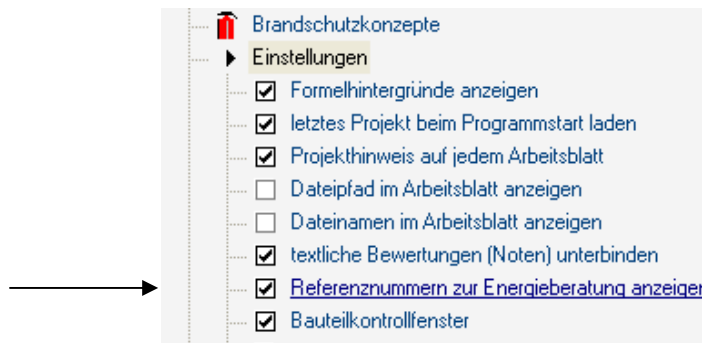 Brandschutzkonzepte
Einstellungen
Formelhintergründe anzeigen
letztes Projekt beim Programmstart laden
Projekthinweis auf jedem Arbeitsblatt
Dateipfad im Arbeitsblatt anzeigen
Dateinamen im Arbeitsblatt anzeigen
textliche Bewertungen (Noten) unterbinden
Referenznummern zur Energieberatung anzeigen
Bauteilkontrollfenster